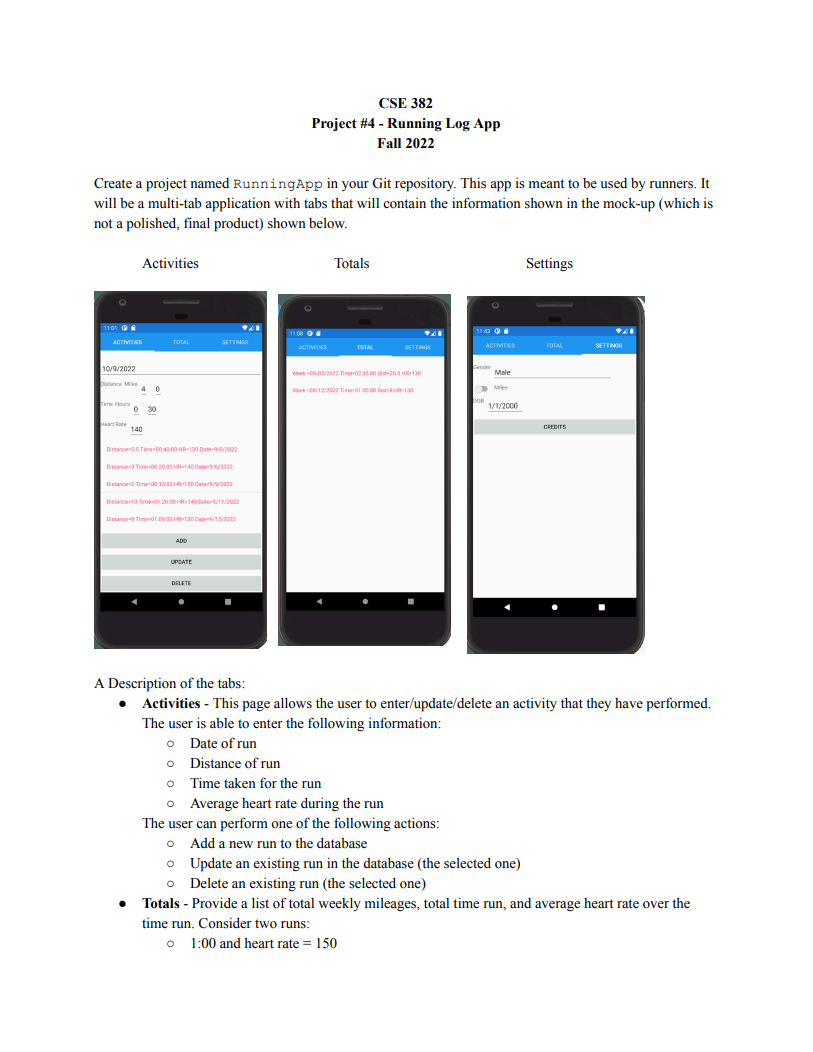 CSE 382
Project #4 - Running Log App
Fall 2022
Create a project named RunningApp in your Git repository. This app is meant to be used by runners. It
will be a multi-tab application with tabs that will contain the information shown in the mock-up (which is
not a polished, final product) shown below.
Activities Totals Settings
11:01
ACTIVITIES TOTAL SETTINGS
10/9/2022
Distance Miles 4 0
Time Hours 0 : 30
Heart Rate 140
Distance=5.5 Time=00:40:00 HR=130 Date=9/5/2022
Distance=3 Time=00:20:00 HR=140 Date=9/6/2022
Distance=2 Time=00:15:00 HR=150 Date=9/9/2022
Distance=10 Time=01:20:00 HR=140 Date=9/11/2022
Distance=8 Time=01:00:00 HR=130 Date=9/13/2022
ADD
UPDATE
DELETE
11:08
ACTIVITIES TOTAL SETTINGS
Week =09/05/2022 Time=02:35:00 Dist=20.5 HR=138
Week =09/12/2022 Time=01:00:00 Dist=8 HR=130
11:43
ACTIVITIES TOTAL SETTINGS
Gender Male
Miles
DOB 1/1/2000
CREDITS
A Description of the tabs:
● Activities - This page allows the user to enter/update/delete an activity that they have performed.
The user is able to enter the following information:
○ Date of run
○ Distance of run
○ Time taken for the run
○ Average heart rate during the run
The user can perform one of the following actions:
○ Add a new run to the database
○ Update an existing run in the database (the selected one)
○ Delete an existing run (the selected one)
● Totals - Provide a list of total weekly mileages, total time run, and average heart rate over the
time run. Consider two runs:
○ 1:00 and heart rate = 150